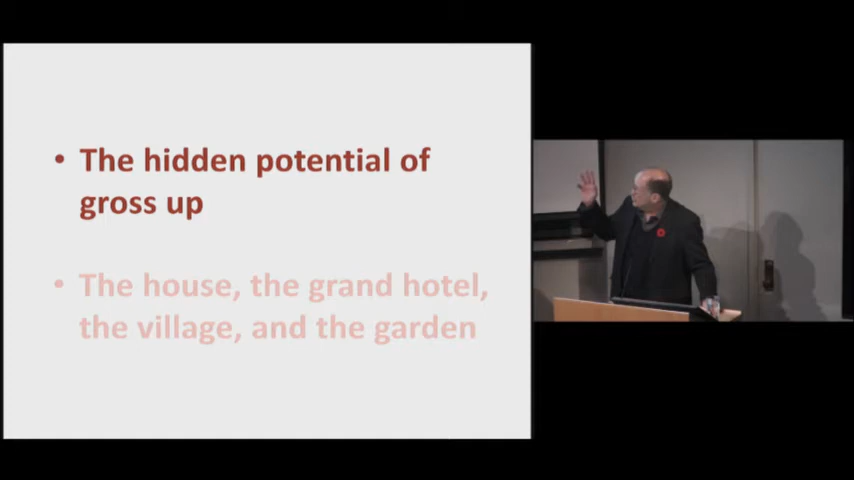 • The hidden potential of
gross up
• The house, the grand hotel,
the village, and the garden